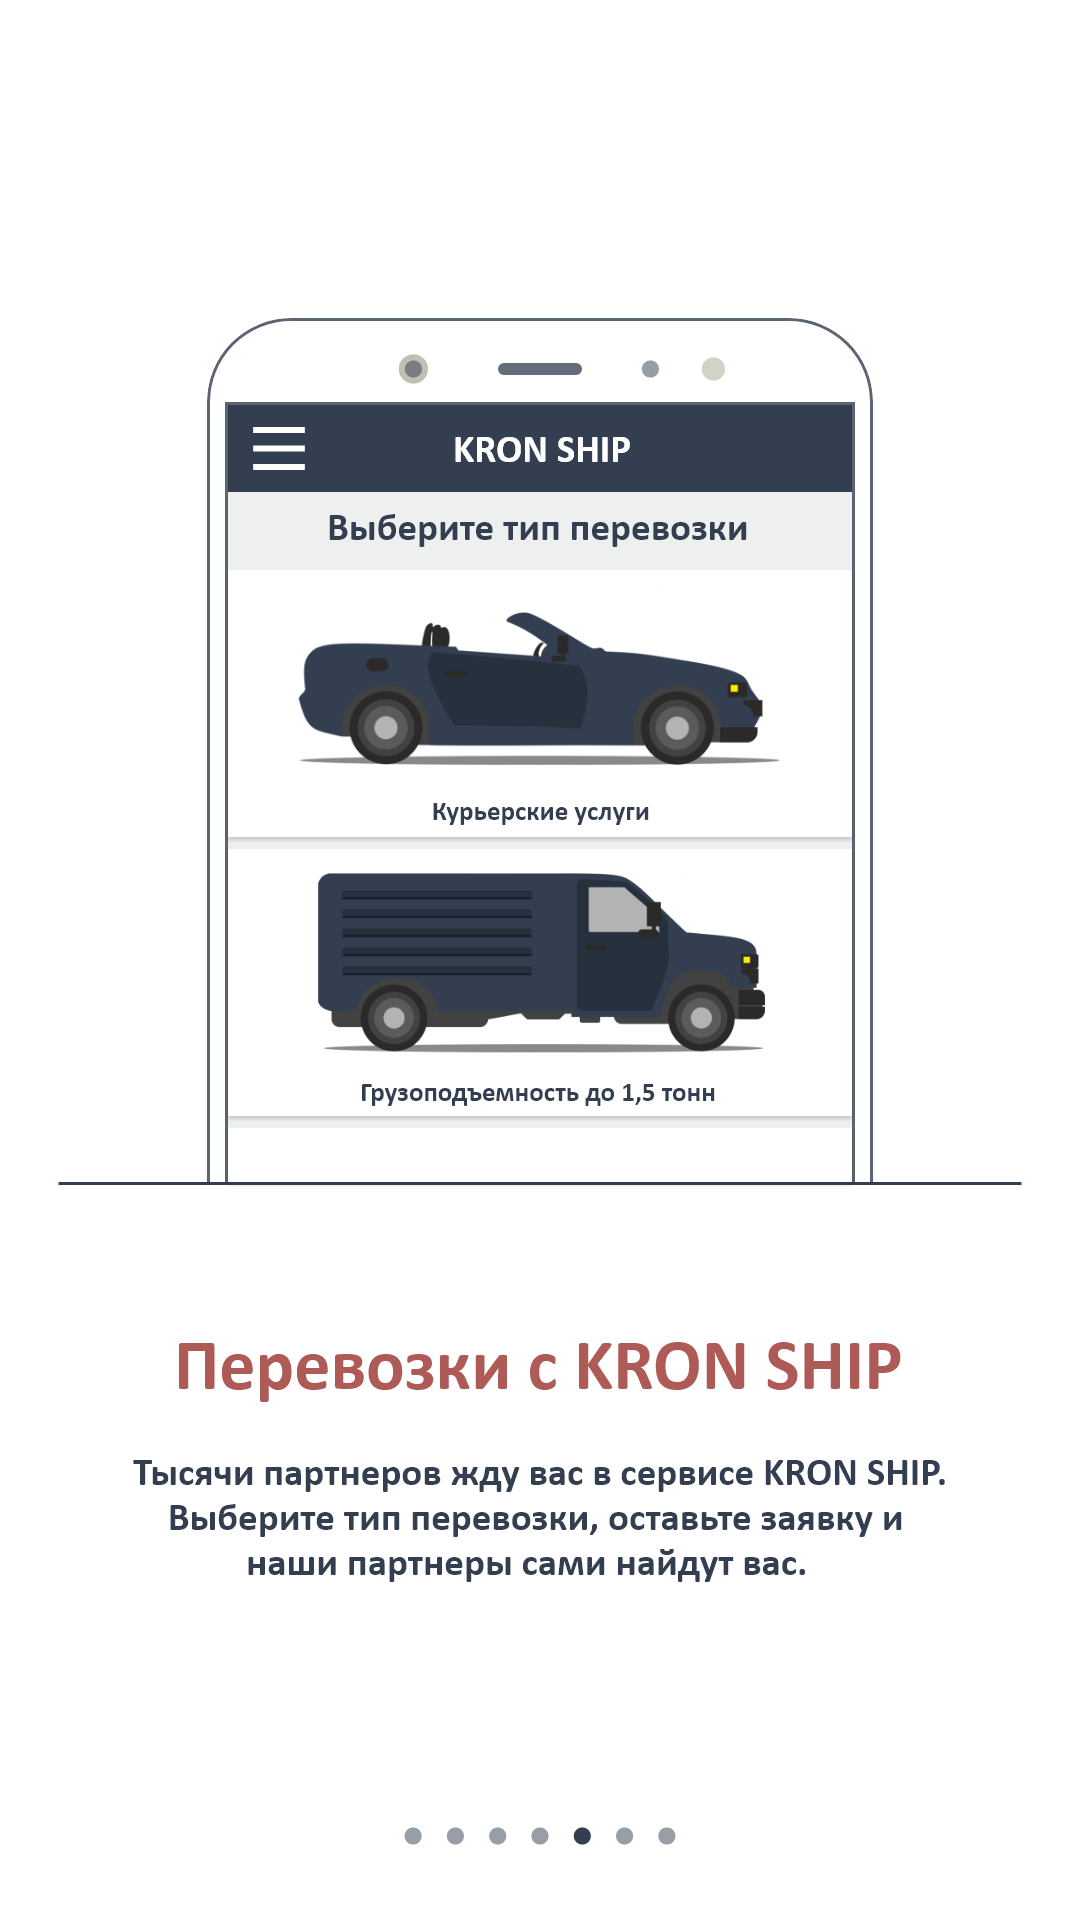 KRON SHIP
Выберите тип перевозки
Курьерские услуги
Грузоподъемность до 1,5 тонн
Перевозки с KRON SHIP
Тысячи партнеров жду вас в сервисе KRON SHIP.
Выберите тип перевозки, оставьте заявку и
наши партнеры сами найдут вас.